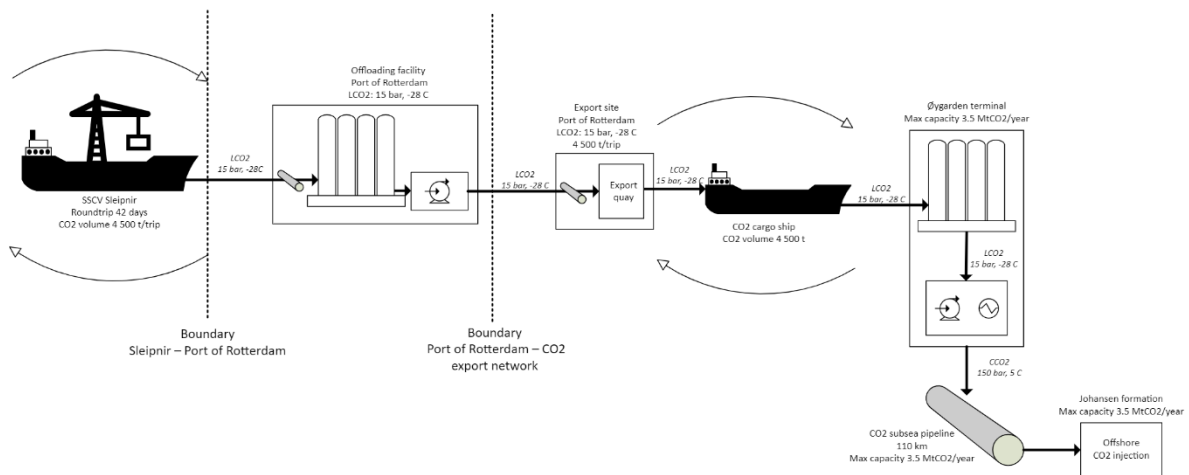 SSCV Sleipnir
Roundtrip 42 days
CO2 volume 4 500 t/trip
LCO2
15 bar, -28C
Boundary
Sleipnir – Port of Rotterdam
Offloading facility
Port of Rotterdam
LCO2: 15 bar, -28 C
LCO2
15 bar, -28 C
Boundary
Port of Rotterdam – CO2
export network
Export site
Port of Rotterdam
LCO2: 15 bar, -28 C
4 500 t/trip
Export
quay
LCO2
15 bar, -28 C
CO2 cargo ship
CO2 volume 4 500 t
LCO2
15 bar, -28 C
Øygarden terminal
Max capacity 3.5 MtCO2/year
LCO2
15 bar, -28 C
CCO2
150 bar, 5 C
CO2 subsea pipeline
110 km
Max capacity 3.5 MtCO2/year
Johansen formation
Max capacity 3.5 MtCO2/year
Offshore
CO2 injection